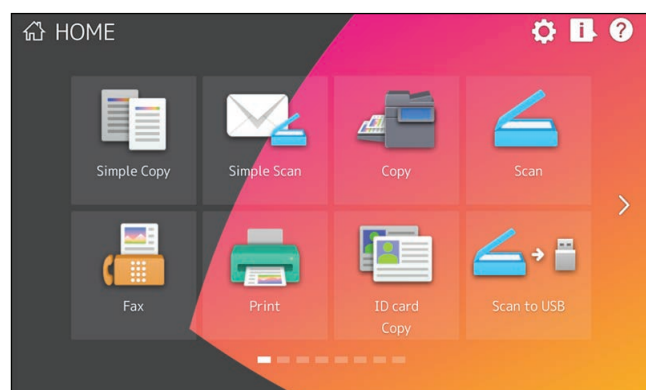 HOME
Simple Copy
Simple Scan
Copy
Scan
Fax
Print
ID card
Copy
Scan to USB